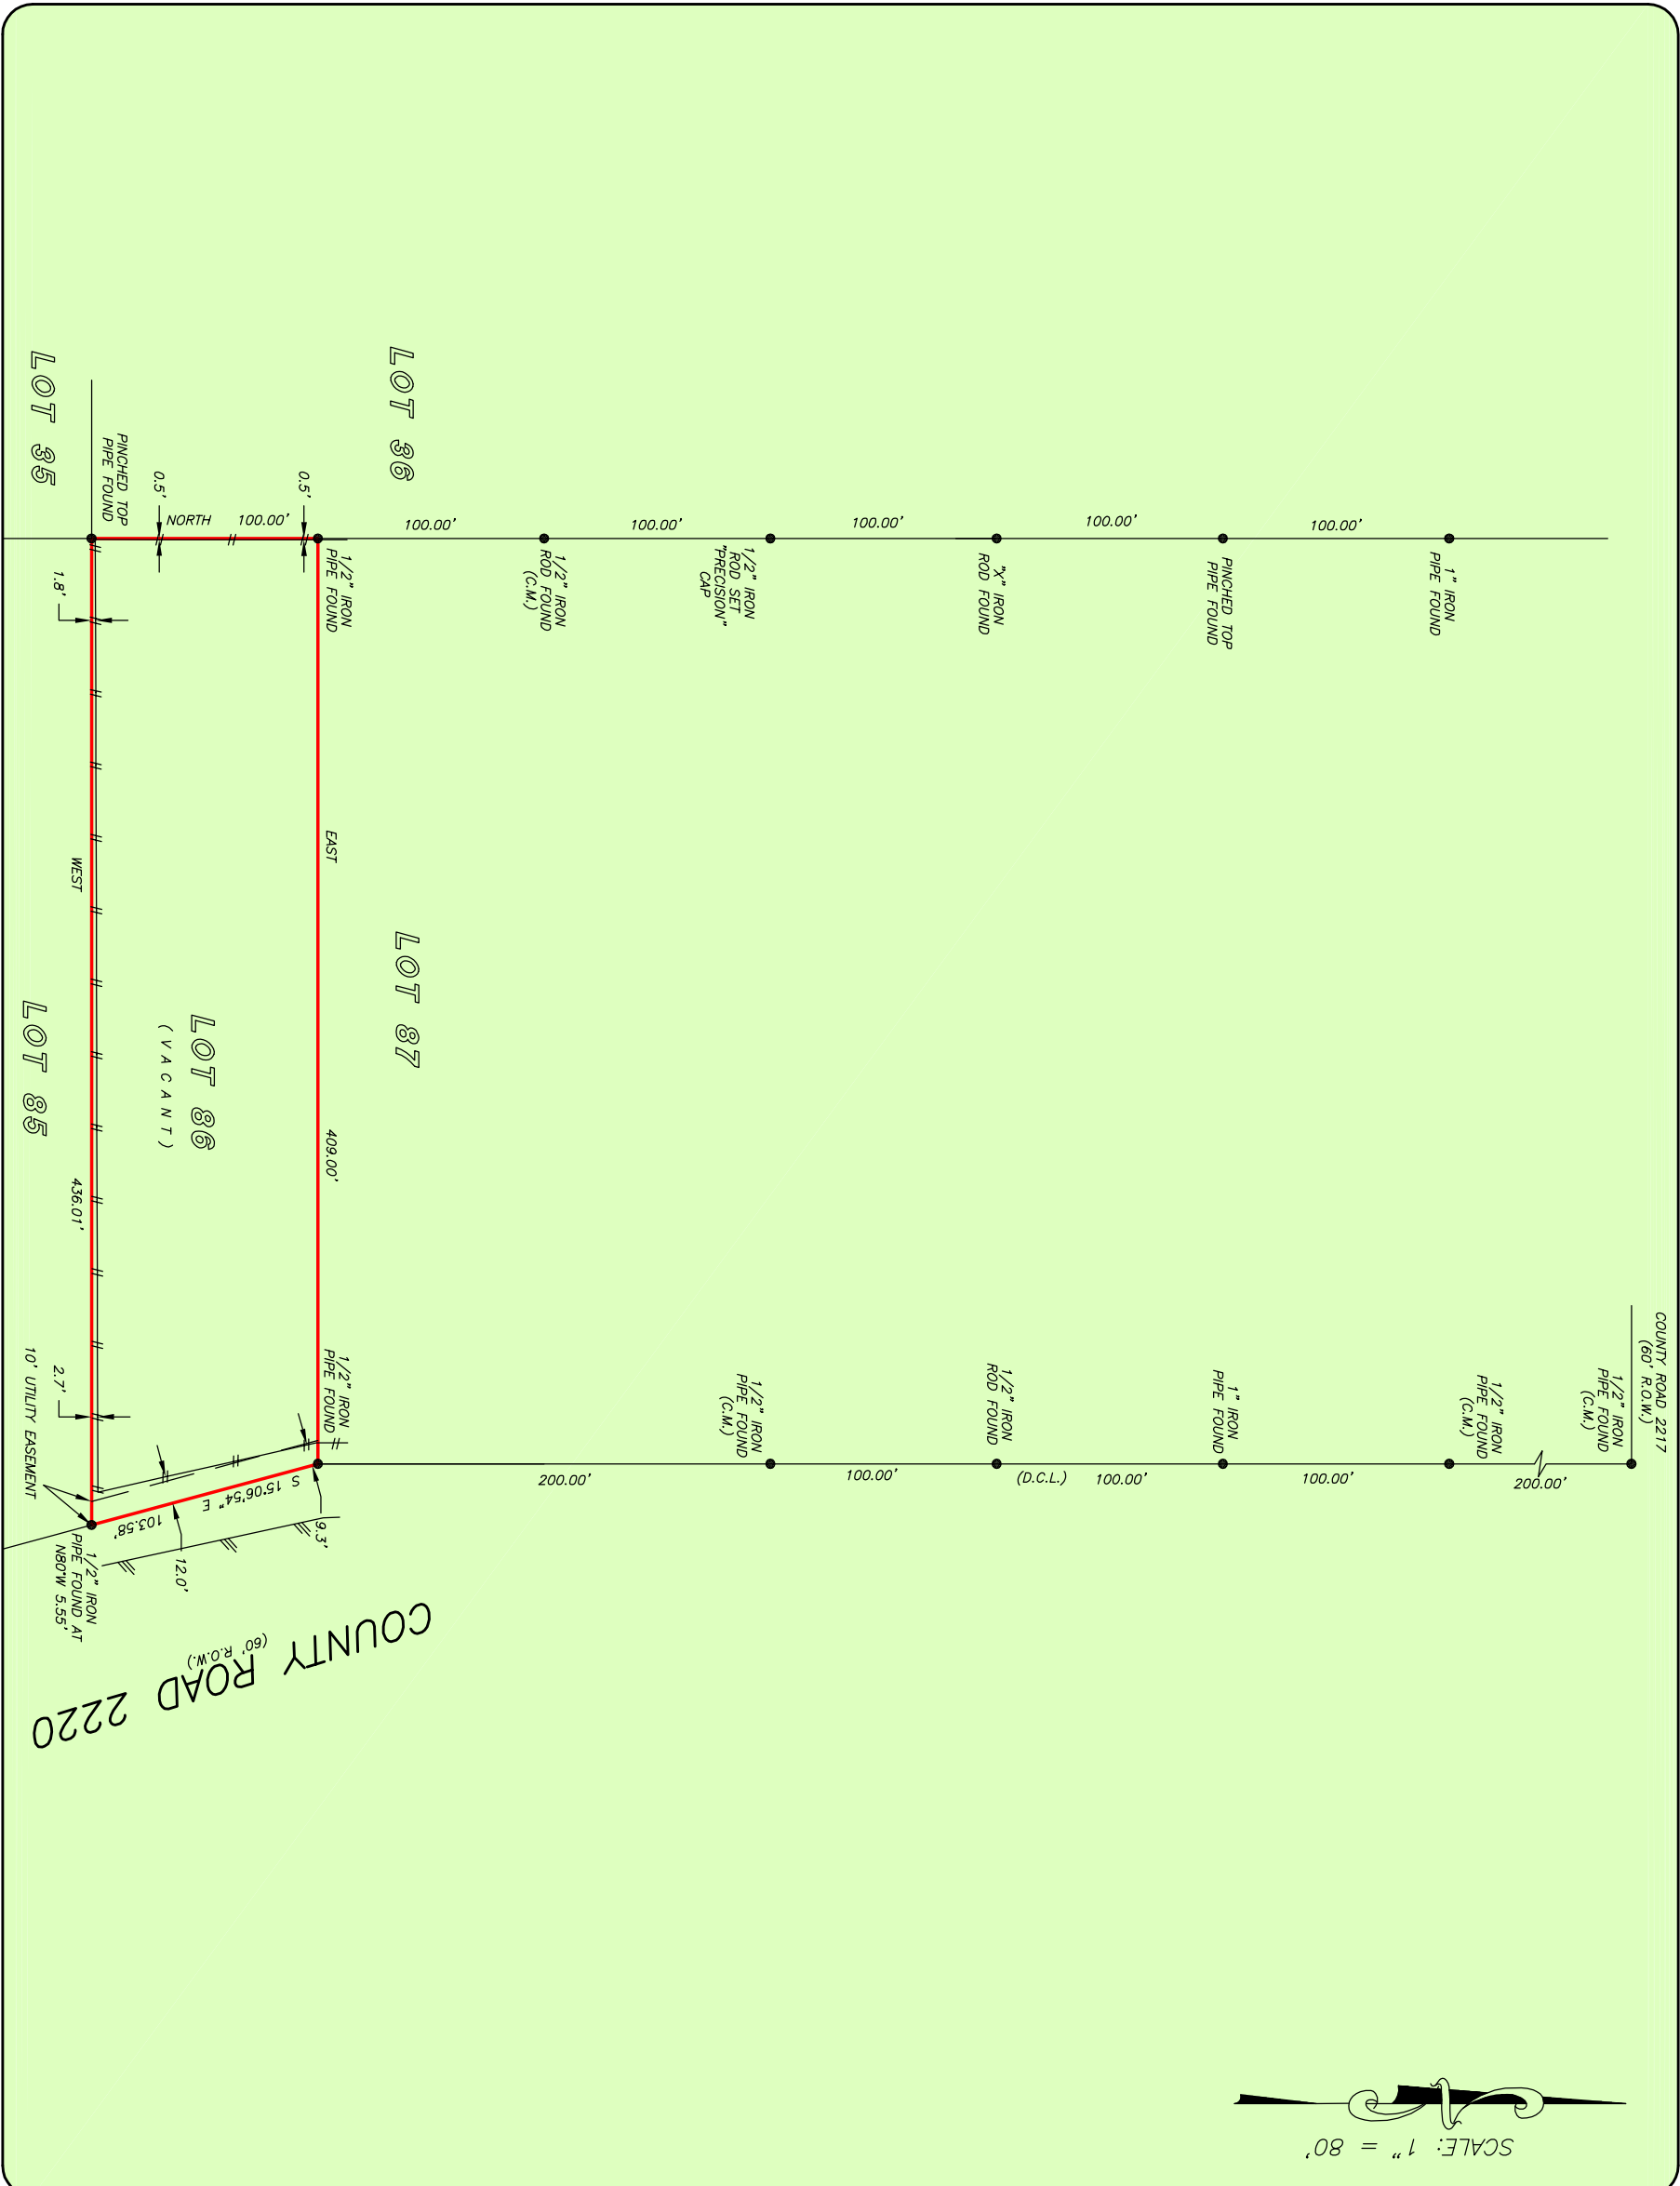 LOT 35
LOT 36
PINCHED TOP
PIPE FOUND
0.5'
0.5'
NORTH
100.00'
100.00'
100.00'
100.00'
100.00'
100.00'
1/2" IRON
PIPE FOUND
1/2" IRON
ROD FOUND
(C.M.)
1/2" IRON
ROD SET
"PRECISION"
CAP
"X" IRON
ROD FOUND
PINCHED TOP
PIPE FOUND
1" IRON
PIPE FOUND
1.8'
EAST
409.00'
WEST
436.01'
LOT 87
LOT 86
(VACANT)
LOT 85
2.7'
10' UTILITY EASEMENT
1/2" IRON
PIPE FOUND
1/2" IRON
PIPE FOUND
(C.M.)
1/2" IRON
ROD FOUND
1" IRON
PIPE FOUND
1/2" IRON
PIPE FOUND
(C.M.)
1/2" IRON
PIPE FOUND
(C.M.)
COUNTY ROAD 2217
(60' R.O.W.)
200.00'
100.00'
(D.C.L.)
100.00'
100.00'
200.00'
S 15°06'54" E
103.58'
9.3'
12.0'
1/2" IRON
PIPE FOUND AT
N80°W 5.55'
COUNTY ROAD 2220
(60' R.O.W.)
N
SCALE: 1" = 80'